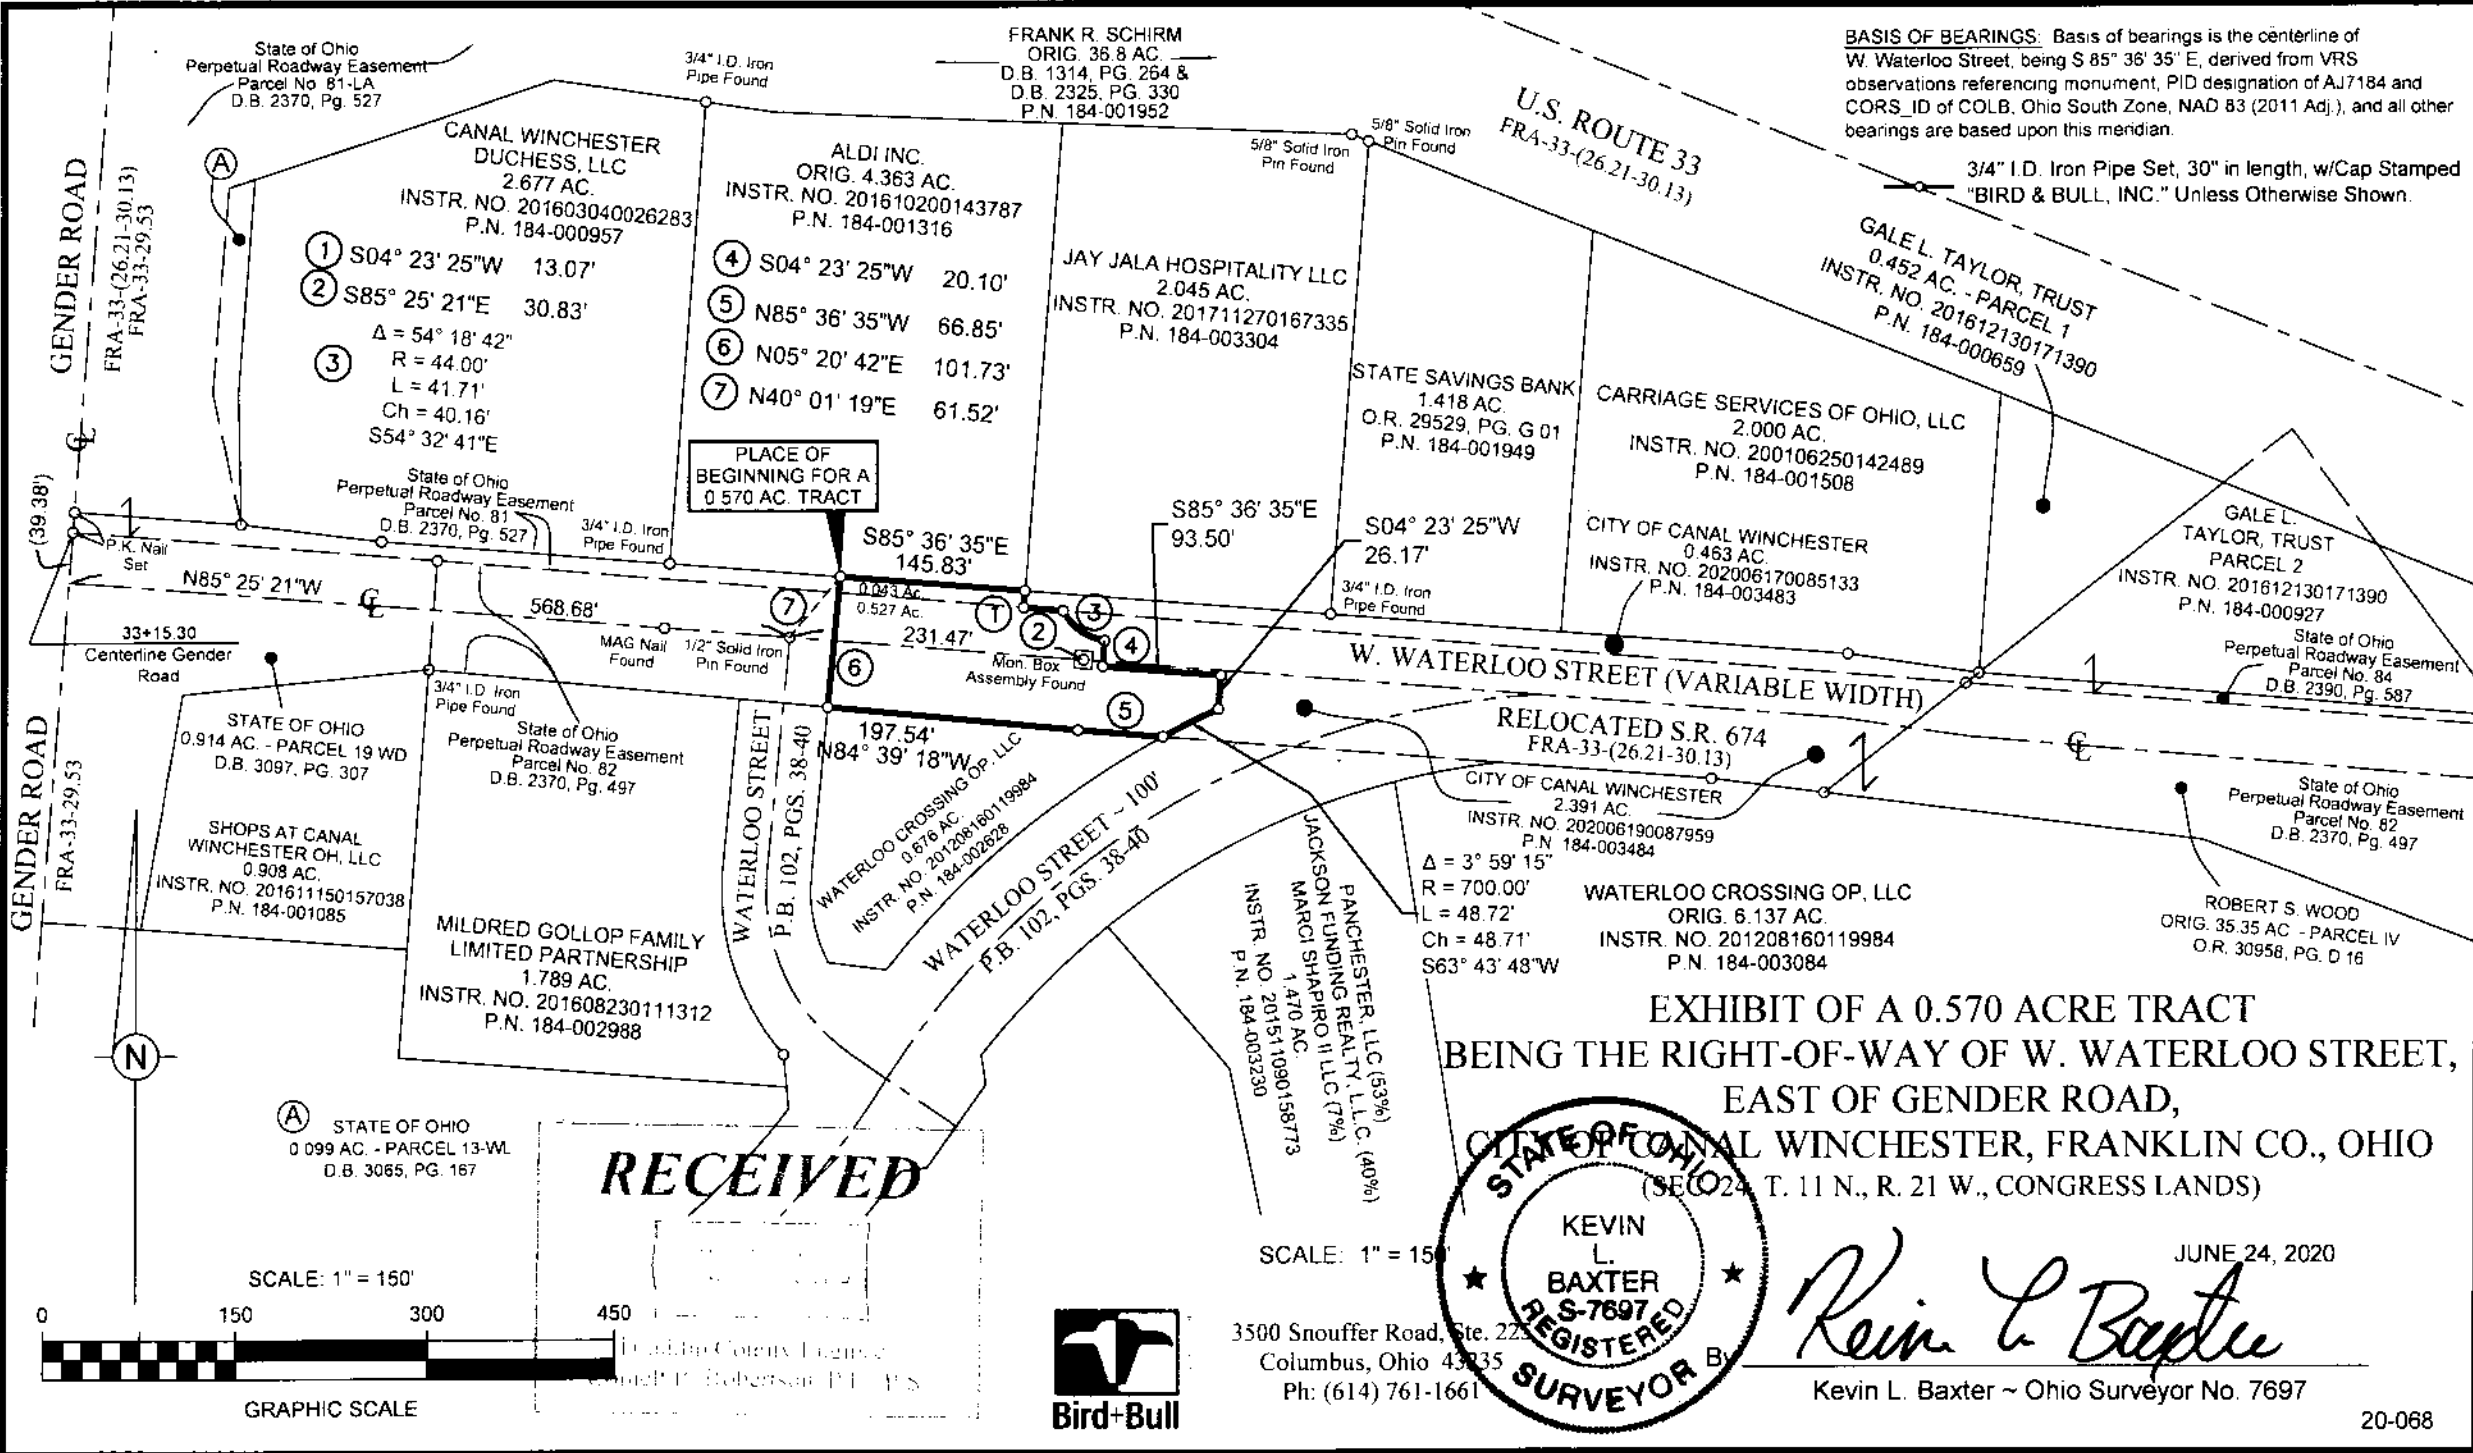 State of Ohio
Perpetual Roadway Easement
Parcel No 81-LA
D.B. 2370, Pg. 527
3/4" I.D. Iron
Pipe Found
FRANK R. SCHIRM
ORIG. 36.8 AC.
D.B. 1314, PG. 264 &
D.B. 2325, PG. 330
P.N. 184-001952
5/8" Solid Iron
Pin Found
5/8" Solid Iron
Pin Found
U.S. ROUTE 33
FRA-33-(26.21-30.13)
BASIS OF BEARINGS: Basis of bearings is the centerline of
W. Waterloo Street, being S 85° 36' 35" E, derived from VRS
observations referencing monument, PID designation of AJ7184 and
CORS_ID of COLB, Ohio South Zone, NAD 83 (2011 Adj.), and all other
bearings are based upon this meridian.
3/4" I.D. Iron Pipe Set, 30" in length, w/Cap Stamped
"BIRD & BULL, INC." Unless Otherwise Shown.
GENDER ROAD
FRA-33-(26.21-30.13)
FRA-33-29.53
A
CANAL WINCHESTER
DUCHESS, LLC
2.677 AC.
INSTR. NO. 201603040026283
P.N. 184-000957
1 S04° 23' 25"W 13.07'
2 S85° 25' 21"E 30.83'
3
Δ = 54° 18' 42"
R = 44.00'
L = 41.71'
Ch = 40.16'
S54° 32' 41"E
ALDI INC.
ORIG. 4.363 AC.
INSTR. NO. 201610200143787
P.N. 184-001316
4 S04° 23' 25"W 20.10'
5 N85° 36' 35"W 66.85'
6 N05° 20' 42"E 101.73'
7 N40° 01' 19"E 61.52'
JAY JALA HOSPITALITY LLC
2.045 AC.
INSTR. NO. 201711270167335
P.N. 184-003304
STATE SAVINGS BANK
1.418 AC.
O.R. 29529, PG. G 01
P.N. 184-001949
CARRIAGE SERVICES OF OHIO, LLC
2.000 AC.
INSTR. NO. 200106250142489
P.N. 184-001508
GALE L. TAYLOR, TRUST
0.452 AC. - PARCEL 1
INSTR. NO. 201612130171390
P.N. 184-000659
PLACE OF
BEGINNING FOR A
0 570 AC. TRACT
State of Ohio
Perpetual Roadway Easement
Parcel No. 81
D.B. 2370, Pg. 527
3/4" I.D. Iron
Pipe Found
S85° 36' 35"E
145.83'
S85° 36' 35"E
93.50'
S04° 23' 25"W
26.17'
3/4" I.D. Iron
Pipe Found
CITY OF CANAL WINCHESTER
0.463 AC.
INSTR. NO. 202006170085133
P.N. 184-003483
GALE L.
TAYLOR, TRUST
PARCEL 2
INSTR. NO. 201612130171390
P.N. 184-000927
State of Ohio
Perpetual Roadway Easement
Parcel No. 84
D.B. 2390, Pg. 587
(39.38')
P.K. Nail
Set
N85° 25' 21"W
CL
CL
568.68'
0.043 Ac.
0.527 Ac.
231.47'
7
1
2
3
4
6
5
33+15.30
Centerline Gender
Road
MAG Nail
Found
1/2" Solid Iron
Pin Found
Mon. Box
Assembly Found
W. WATERLOO STREET (VARIABLE WIDTH)
RELOCATED S.R. 674
FRA-33-(26.21-30.13)
CL
3/4" I.D Iron
Pipe Found
STATE OF OHIO
0.914 AC. - PARCEL 19 WD
D.B. 3097, PG. 307
State of Ohio
Perpetual Roadway Easement
Parcel No. 82
D.B. 2370, Pg. 497
197.54'
N84° 39' 18"W
GENDER ROAD
FRA-33-29.53
SHOPS AT CANAL
WINCHESTER OH, LLC
0.908 AC.
INSTR. NO. 201611150157038
P.N. 184-001085
MILDRED GOLLOP FAMILY
LIMITED PARTNERSHIP
1.789 AC.
INSTR. NO. 201608230111312
P.N. 184-002988
WATERLOO STREET
P.B. 102, PGS. 38-40
WATERLOO CROSSING OP, LLC
0.676 AC.
INSTR. NO. 201208160119984
P.N. 184-002628
WATERLOO STREET ~ 100'
P.B. 102, PGS. 38-40
CITY OF CANAL WINCHESTER
2.391 AC.
INSTR. NO. 202006190087959
P.N 184-003484
Δ = 3° 59' 15"
R = 700.00'
L = 48.72'
Ch = 48.71'
S63° 43' 48"W
WATERLOO CROSSING OP, LLC
ORIG. 6.137 AC.
INSTR. NO. 201208160119984
P.N. 184-003084
State of Ohio
Perpetual Roadway Easement
Parcel No. 82
D.B. 2370, Pg. 497
ROBERT S. WOOD
ORIG. 35.35 AC - PARCEL IV
O.R. 30958, PG. D 16
PANCHESTER, LLC (53%)
JACKSON FUNDING REALTY, L.L.C. (40%)
MARCI SHAPIRO II LLC (7%)
1.470 AC.
INSTR. NO. 201511090158773
P.N. 184-003230
N
A
STATE OF OHIO
0 099 AC. - PARCEL 13-WL
D.B. 3065, PG. 167
RECEIVED
EXHIBIT OF A 0.570 ACRE TRACT
BEING THE RIGHT-OF-WAY OF W. WATERLOO STREET,
EAST OF GENDER ROAD,
CITY OF CANAL WINCHESTER, FRANKLIN CO., OHIO
(SEC. 24, T. 11 N., R. 21 W., CONGRESS LANDS)
SCALE: 1" = 150'
0 150 300 450
GRAPHIC SCALE
SCALE: 1" = 150'
Bird+Bull
3500 Snouffer Road, Ste. 225
Columbus, Ohio 43235
Ph: (614) 761-1661
STATE OF OHIO
KEVIN
L.
BAXTER
S-7697
REGISTERED
SURVEYOR
JUNE 24, 2020
By Kevin L Baxter
Kevin L. Baxter ~ Ohio Surveyor No. 7697
20-068